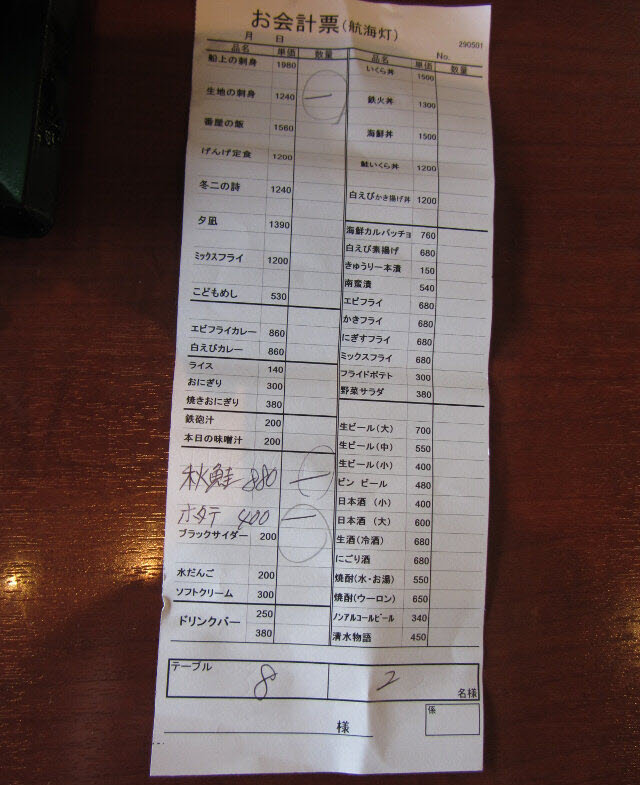 お会計票(航海灯)
月 日
290501
No.
品名 単価 数量
船上の刺身 1980
生地の刺身 1240 一
番屋の飯 1580
げんげ定食 1200
冬二の詩 1240
夕凪 1390
ミックスフライ 1200
こどもめし 530
エビフライカレー 860
白えびカレー 860
ライス 140
おにぎり 300
焼きおにぎり 380
鉄砲汁 200
本日の味噌汁 200
秋鮭 880 一
ホタテ 400 一
ブラックサイダー 200
水だんご 200
ソフトクリーム 300
ドリンクバー 250
380
品名 単価 数量
いくら丼 1500
鉄火丼 1300
海鮮丼 1500
鮭いくら丼 1200
白えびかき揚げ丼 1200
海鮮カルパッチョ 760
白えび素揚げ 680
きゅうり一本漬 150
南蛮漬 540
エビフライ 680
かきフライ 680
にぎすフライ 680
ミックスフライ 680
フライドポテト 300
野菜サラダ 380
生ビール(大) 700
生ビール(中) 550
生ビール(小) 400
ビン ビール 480
日本酒(小) 400
日本酒(大) 600
生酒(冷酒) 680
にごり酒 680
焼酎(水・お湯) 550
焼酎(ウーロン) 650
ノンアルコールビール 340
清水物語 450
テーブル 8 2 名様
様
係